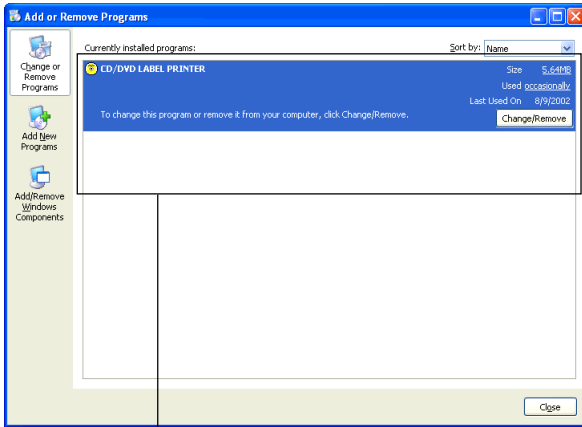 Add or Remove Programs
Change or
Remove
Programs
Add New
Programs
Add/Remove
Windows
Components
Currently installed programs:
Sort by: Name
CD/DVD LABEL PRINTER
Size 5.64MB
Used occasionally
Last Used On 8/9/2002
To change this program or remove it from your computer, click Change/Remove.
Change/Remove
Close